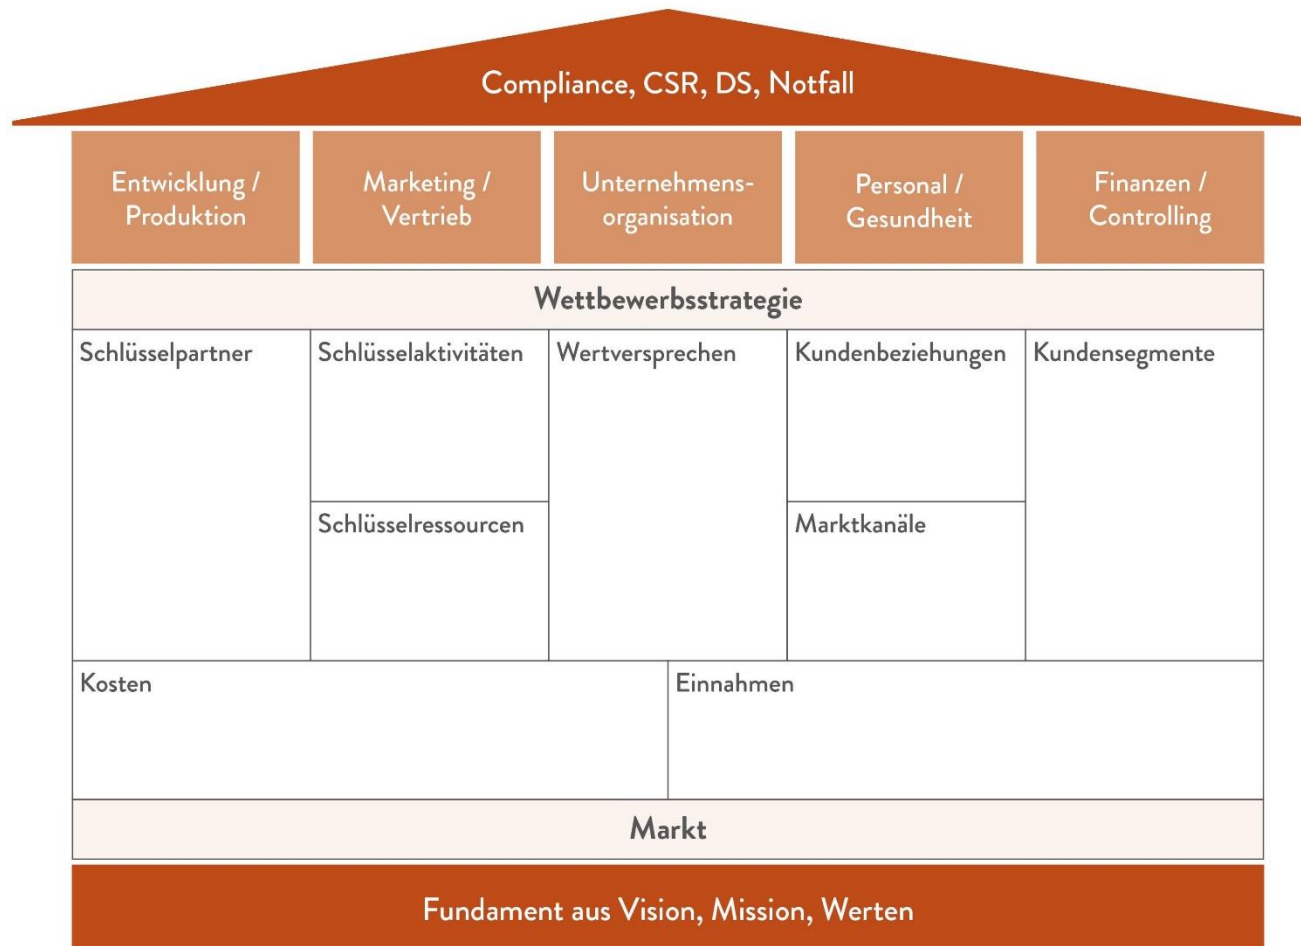 Compliance, CSR, DS, Notfall
Entwicklung /
Produktion
Marketing /
Vertrieb
Unternehmens-
organisation
Personal /
Gesundheit
Finanzen /
Controlling
Wettbewerbsstrategie
Schlüsselpartner
Schlüsselaktivitäten
Schlüsselressourcen
Wertversprechen
Kundenbeziehungen
Marktkanäle
Kundensegmente
Kosten
Einnahmen
Markt
Fundament aus Vision, Mission, Werten